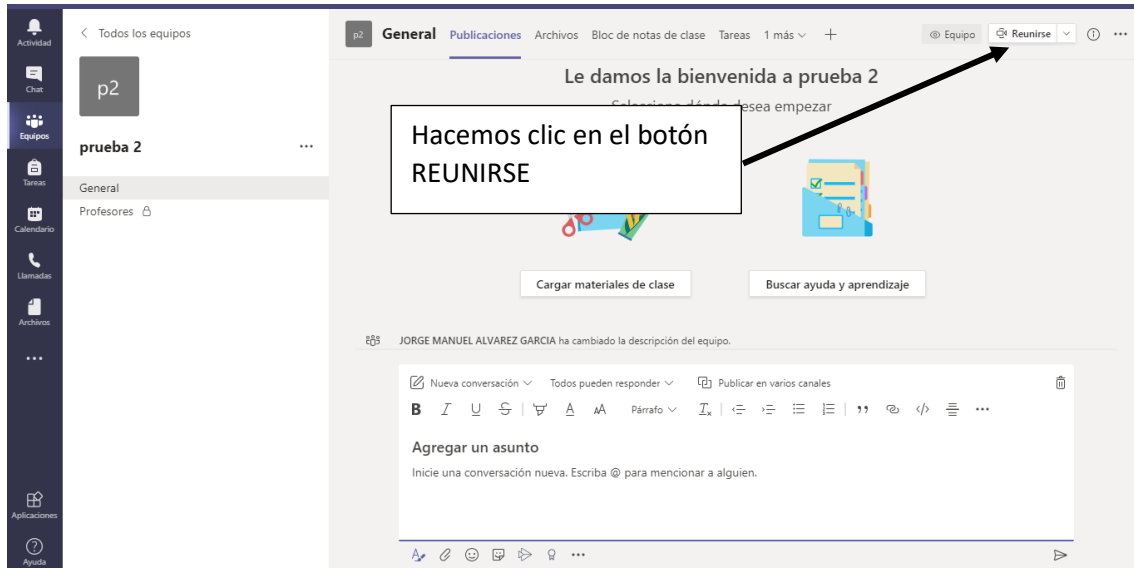 Actividad
Chat
Equipos
Tareas
Calendario
Llamadas
Archivos
Aplicaciones
Ayuda
Todos los equipos
p2
prueba 2
General
Profesores
p2 General Publicaciones Archivos Bloc de notas de clase Tareas 1 más Equipo Reunirse
Le damos la bienvenida a prueba 2
desea empezar
Hacemos clic en el botón
REUNIRSE
Cargar materiales de clase Buscar ayuda y aprendizaje
JORGE MANUEL ALVAREZ GARCIA ha cambiado la descripción del equipo.
Nueva conversación Todos pueden responder Publicar en varios canales
B I U S A AA Párrafo
Agregar un asunto
Inicie una conversación nueva. Escriba @ para mencionar a alguien.